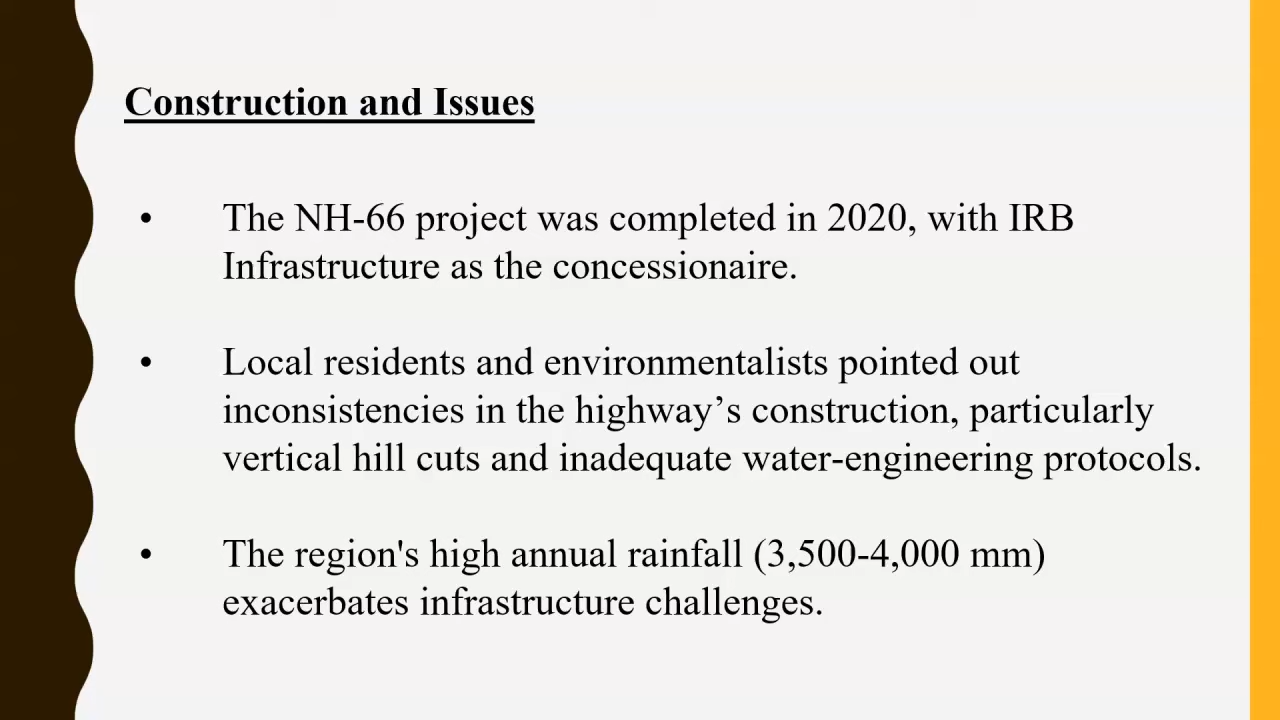 Construction and Issues
• The NH-66 project was completed in 2020, with IRB
Infrastructure as the concessionaire.
• Local residents and environmentalists pointed out
inconsistencies in the highway’s construction, particularly
vertical hill cuts and inadequate water-engineering protocols.
• The region's high annual rainfall (3,500-4,000 mm)
exacerbates infrastructure challenges.